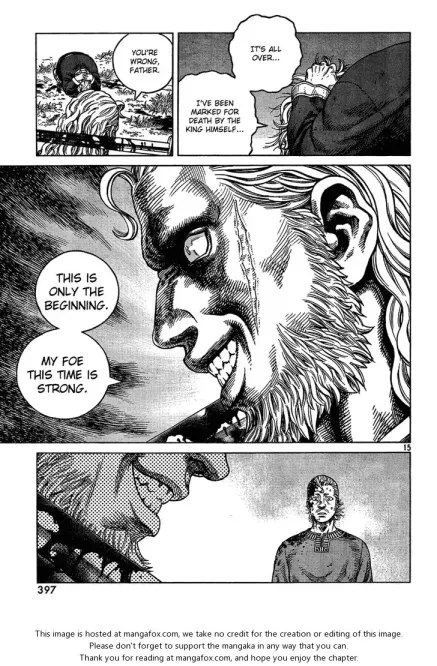 YOU'RE
WRONG,
FATHER.
IT'S ALL
OVER...
I'VE BEEN
MARKED FOR
DEATH BY THE
KING HIMSELF...
THIS IS
ONLY THE
BEGINNING.
MY FOE
THIS TIME IS
STRONG.
15
397
This image is hosted at mangafox.com, we take no credit for the creation or editing of this image.
Please don't forget to support the mangaka in any way that you can.
Thank you for reading at mangafox.com, and hope you enjoy the chapter.